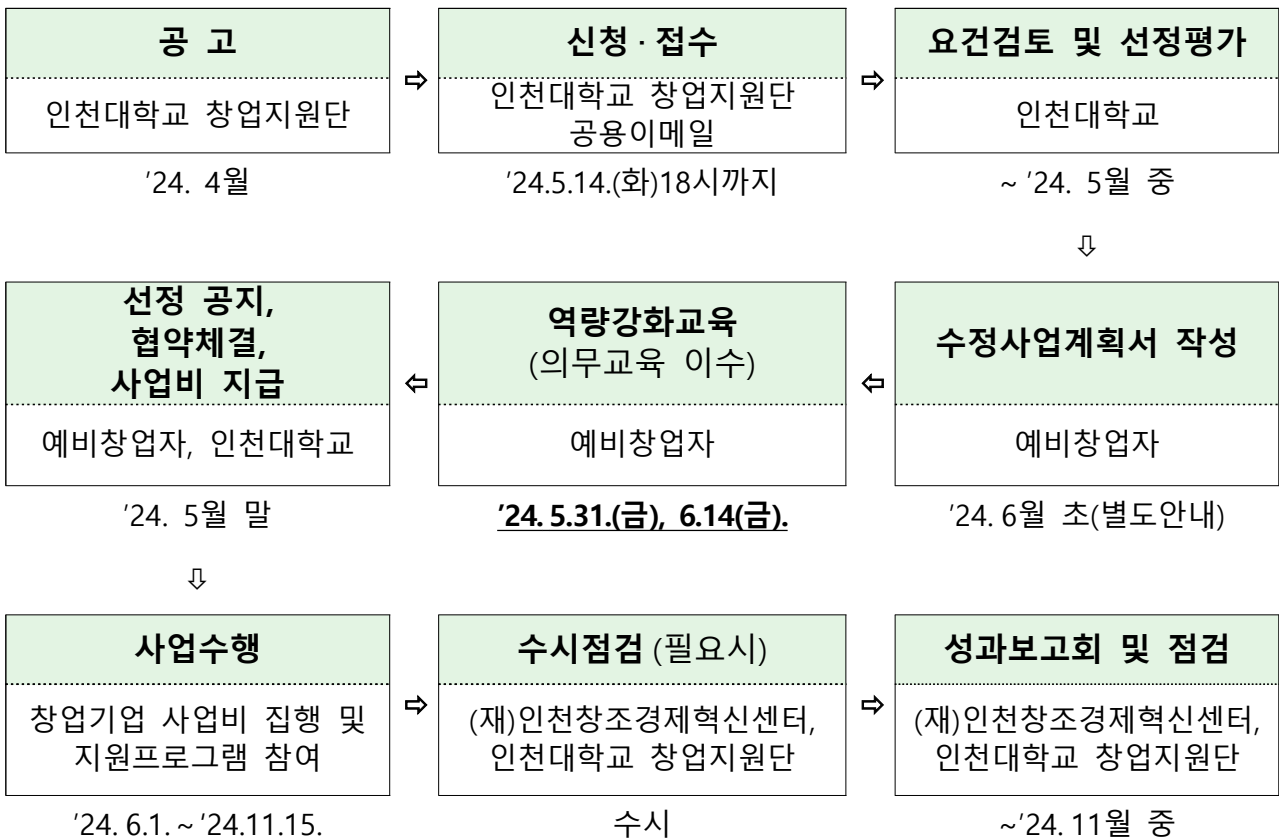 공 고
인천대학교 창업지원단
'24. 4월
⇨
신청 · 접수
인천대학교 창업지원단
공용이메일
'24.5.14.(화)18시까지
⇨
요건검토 및 선정평가
인천대학교
~ '24. 5월 중
⇩
선정 공지,
협약체결,
사업비 지급
예비창업자, 인천대학교
'24. 5월 말
⇦
역량강화교육
(의무교육 이수)
예비창업자
'24. 5.31.(금), 6.14(금).
⇦
수정사업계획서 작성
예비창업자
'24. 6월 초(별도안내)
⇩
사업수행
창업기업 사업비 집행 및
지원프로그램 참여
'24. 6.1. ~ '24.11.15.
⇨
수시점검 (필요시)
(재)인천창조경제혁신센터,
인천대학교 창업지원단
수시
⇨
성과보고회 및 점검
(재)인천창조경제혁신센터,
인천대학교 창업지원단
~'24. 11월 중